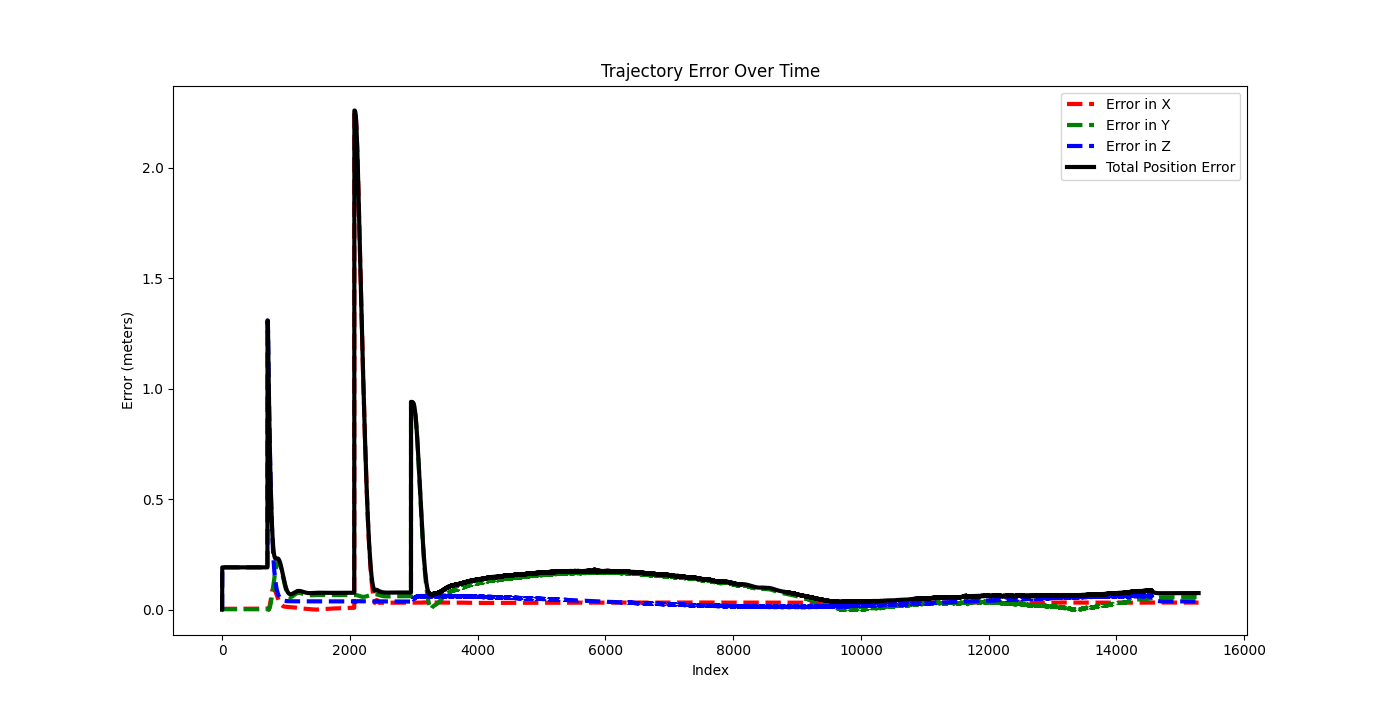 Trajectory Error Over Time
Error in X
Error in Y
Error in Z
Total Position Error
Error (meters)
2.0
1.5
1.0
0.5
0.0
0 2000 4000 6000 8000 10000 12000 14000 16000
Index